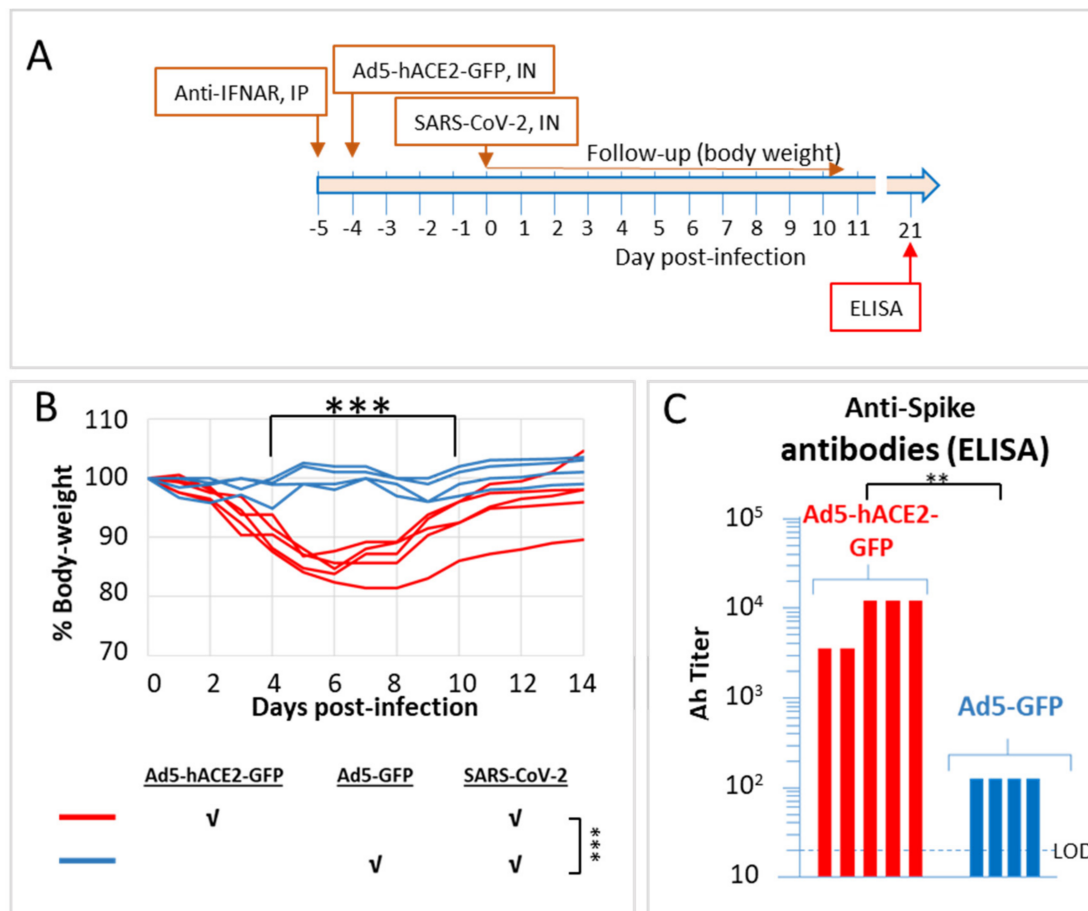 A
Anti-IFNAR, IP
Ad5-hACE2-GFP, IN
SARS-CoV-2, IN
Follow-up (body weight)
-5 -4 -3 -2 -1 0 1 2 3 4 5 6 7 8 9 10 11 21
Day post-infection
ELISA
B
***
110
100
90
80
70
% Body-weight
0 2 4 6 8 10 12 14
Days post-infection
Ad5-hACE2-GFP Ad5-GFP SARS-CoV-2
√ √
√ √
***
C
Anti-Spike
antibodies (ELISA)
**
Ad5-hACE2-
GFP
Ad5-GFP
10⁵
10⁴
10³
10²
10
Ab Titer
LOD